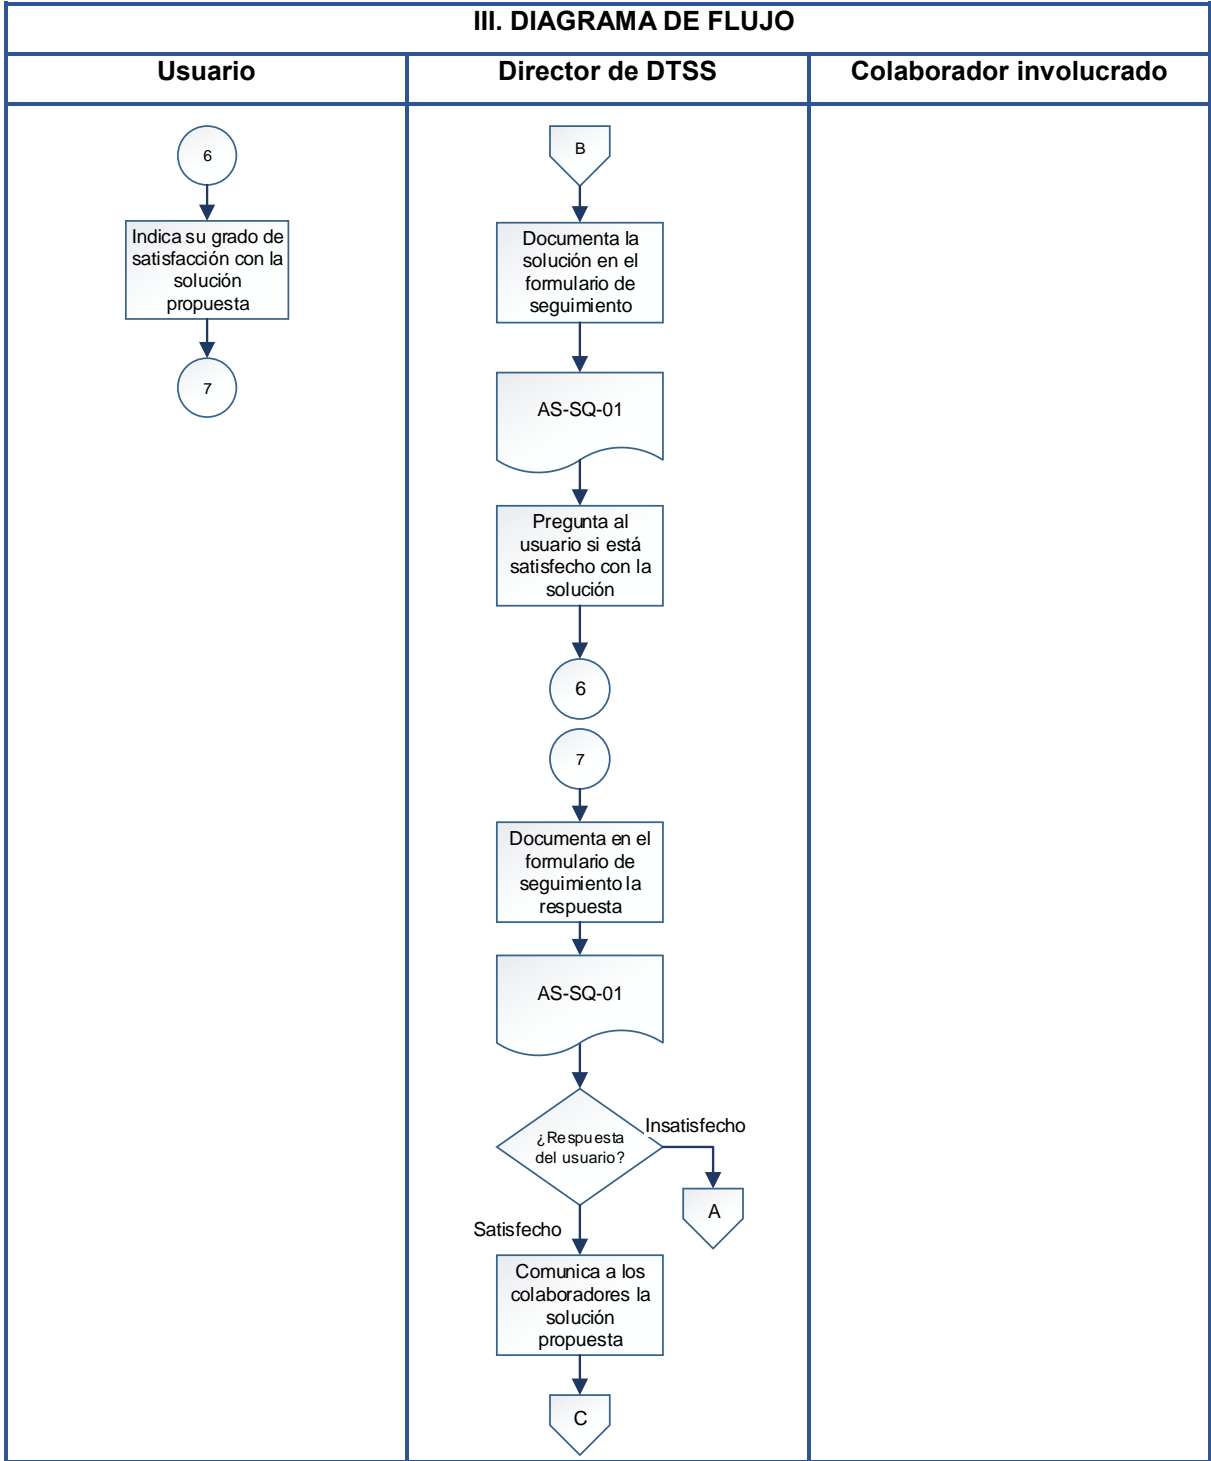 III. DIAGRAMA DE FLUJO
Usuario
Director de DTSS
Colaborador involucrado
6
Indica su grado de
satisfacción con la
solución
propuesta
7
B
Documenta la
solución en el
formulario de
seguimiento
AS-SQ-01
Pregunta al
usuario si está
satisfecho con la
solución
6
7
Documenta en el
formulario de
seguimiento la
respuesta
AS-SQ-01
¿Respuesta
del usuario?
Insatisfecho
A
Satisfecho
Comunica a los
colaboradores la
solución
propuesta
C